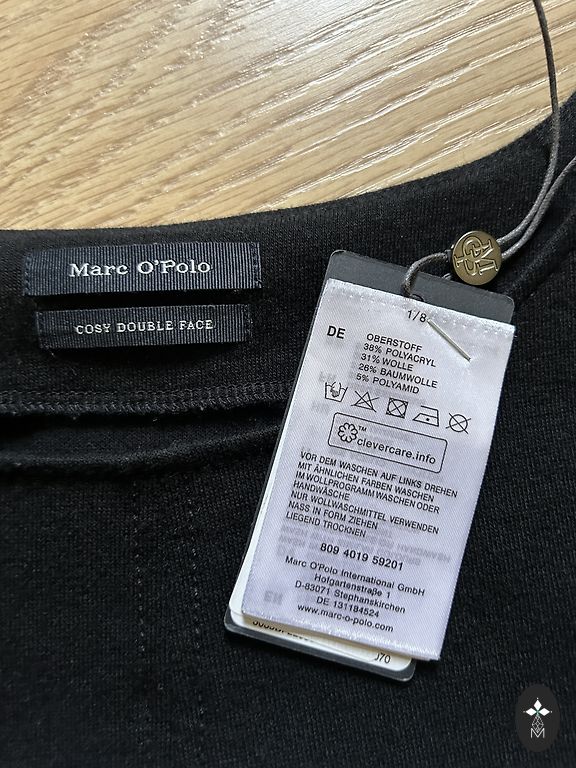 Marc O'Polo
COSY DOUBLE FACE
1/8
DE
OBERSTOFF
38% POLYACRYL
31% WOLLE
26% BAUMWOLLE
5% POLYAMID
clevercare.info
VOR DEM WASCHEN AUF LINKS DREHEN
MIT ÄHNLICHEN FARBEN WASCHEN
IM WOLLPROGRAMM WASCHEN ODER
HANDWÄSCHE
NUR WOLLWASCHMITTEL VERWENDEN
NASS IN FORM ZIEHEN
LIEGEND TROCKNEN
809 4019 59201
Marc O'Polo International GmbH
Hofgartenstraße 1
D-83071 Stephanskirchen
DE 131184524
www.marc-o-polo.com